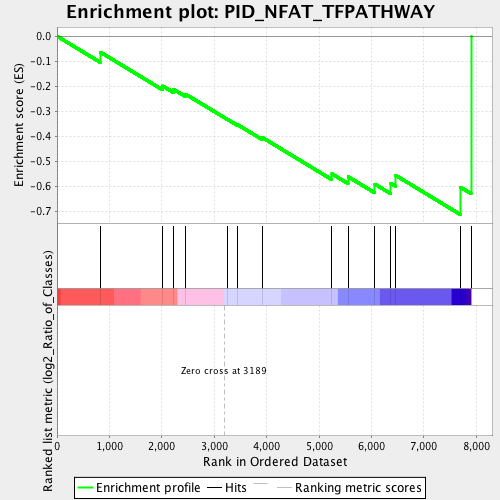 Enrichment plot: PID_NFAT_TFPATHWAY
Enrichment score (ES)
0.0
-0.1
-0.2
-0.3
-0.4
-0.5
-0.6
-0.7
Ranked list metric (log2_Ratio_of_Classes)
Zero cross at 3189
0 1,000 2,000 3,000 4,000 5,000 6,000 7,000 8,000
Rank in Ordered Dataset
Enrichment profile Hits Ranking metric scores